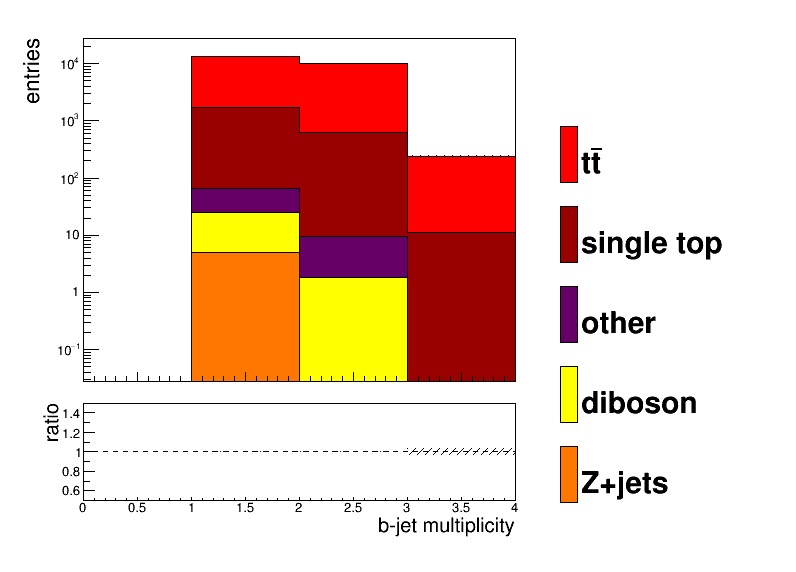 entries
10⁴
10³
10²
10
1
10⁻¹
ratio
1.4
1.2
1
0.8
0.6
0 0.5 1 1.5 2 2.5 3 3.5 4
b-jet multiplicity
tt̅
single top
other
diboson
Z+jets